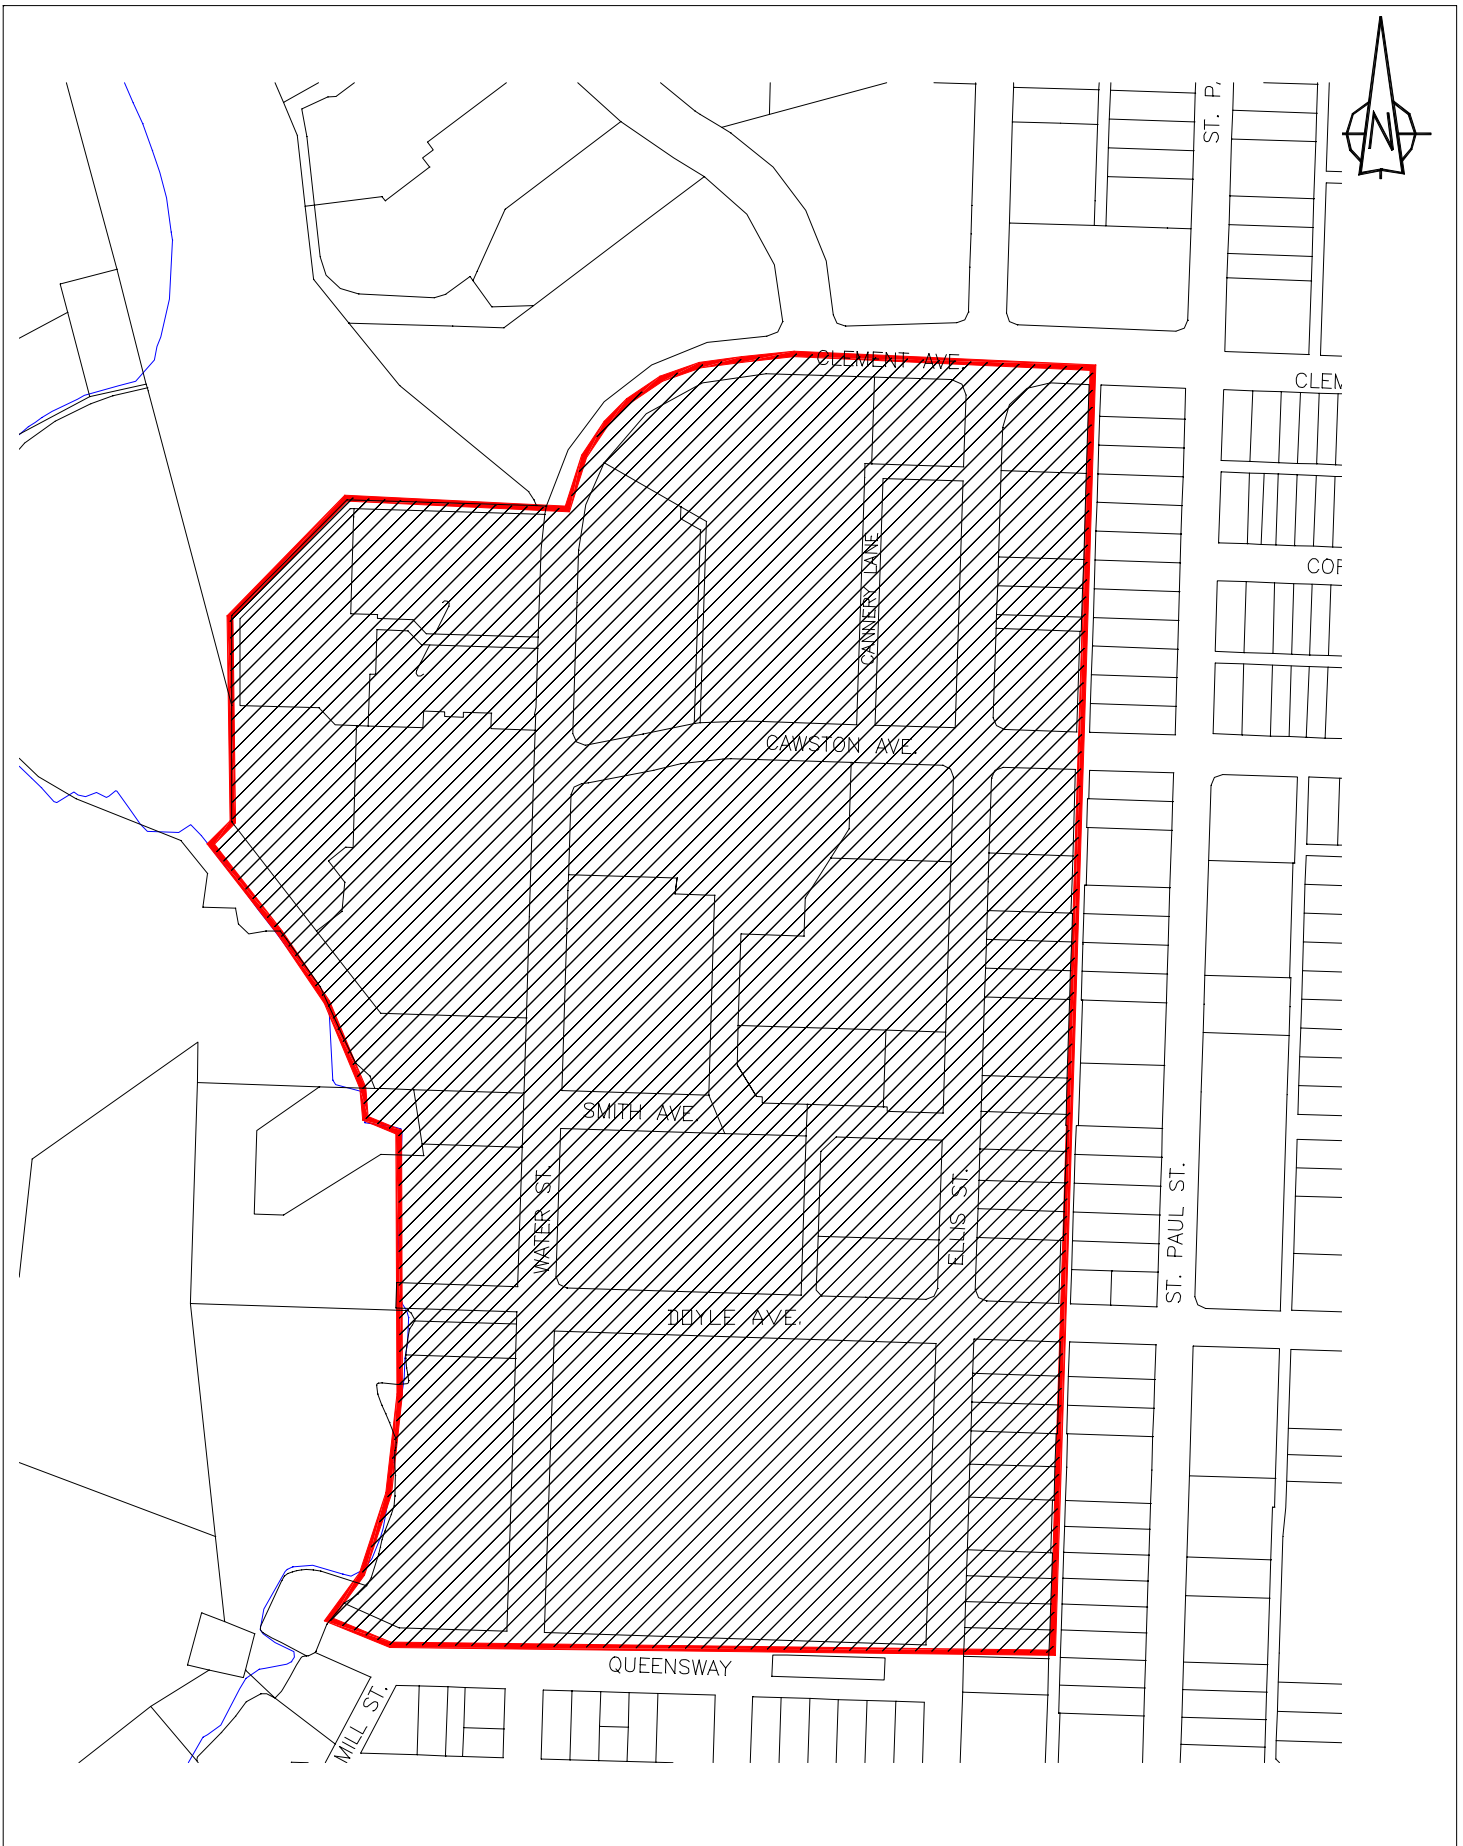 ST. PA
N
CLEMENT AVE.
CLEM
CANNERY LANE
COR
CAWSTON AVE.
SMITH AVE.
WATER ST.
ELLIS ST.
ST. PAUL ST.
DOYLE AVE.
QUEENSWAY
MILL ST.